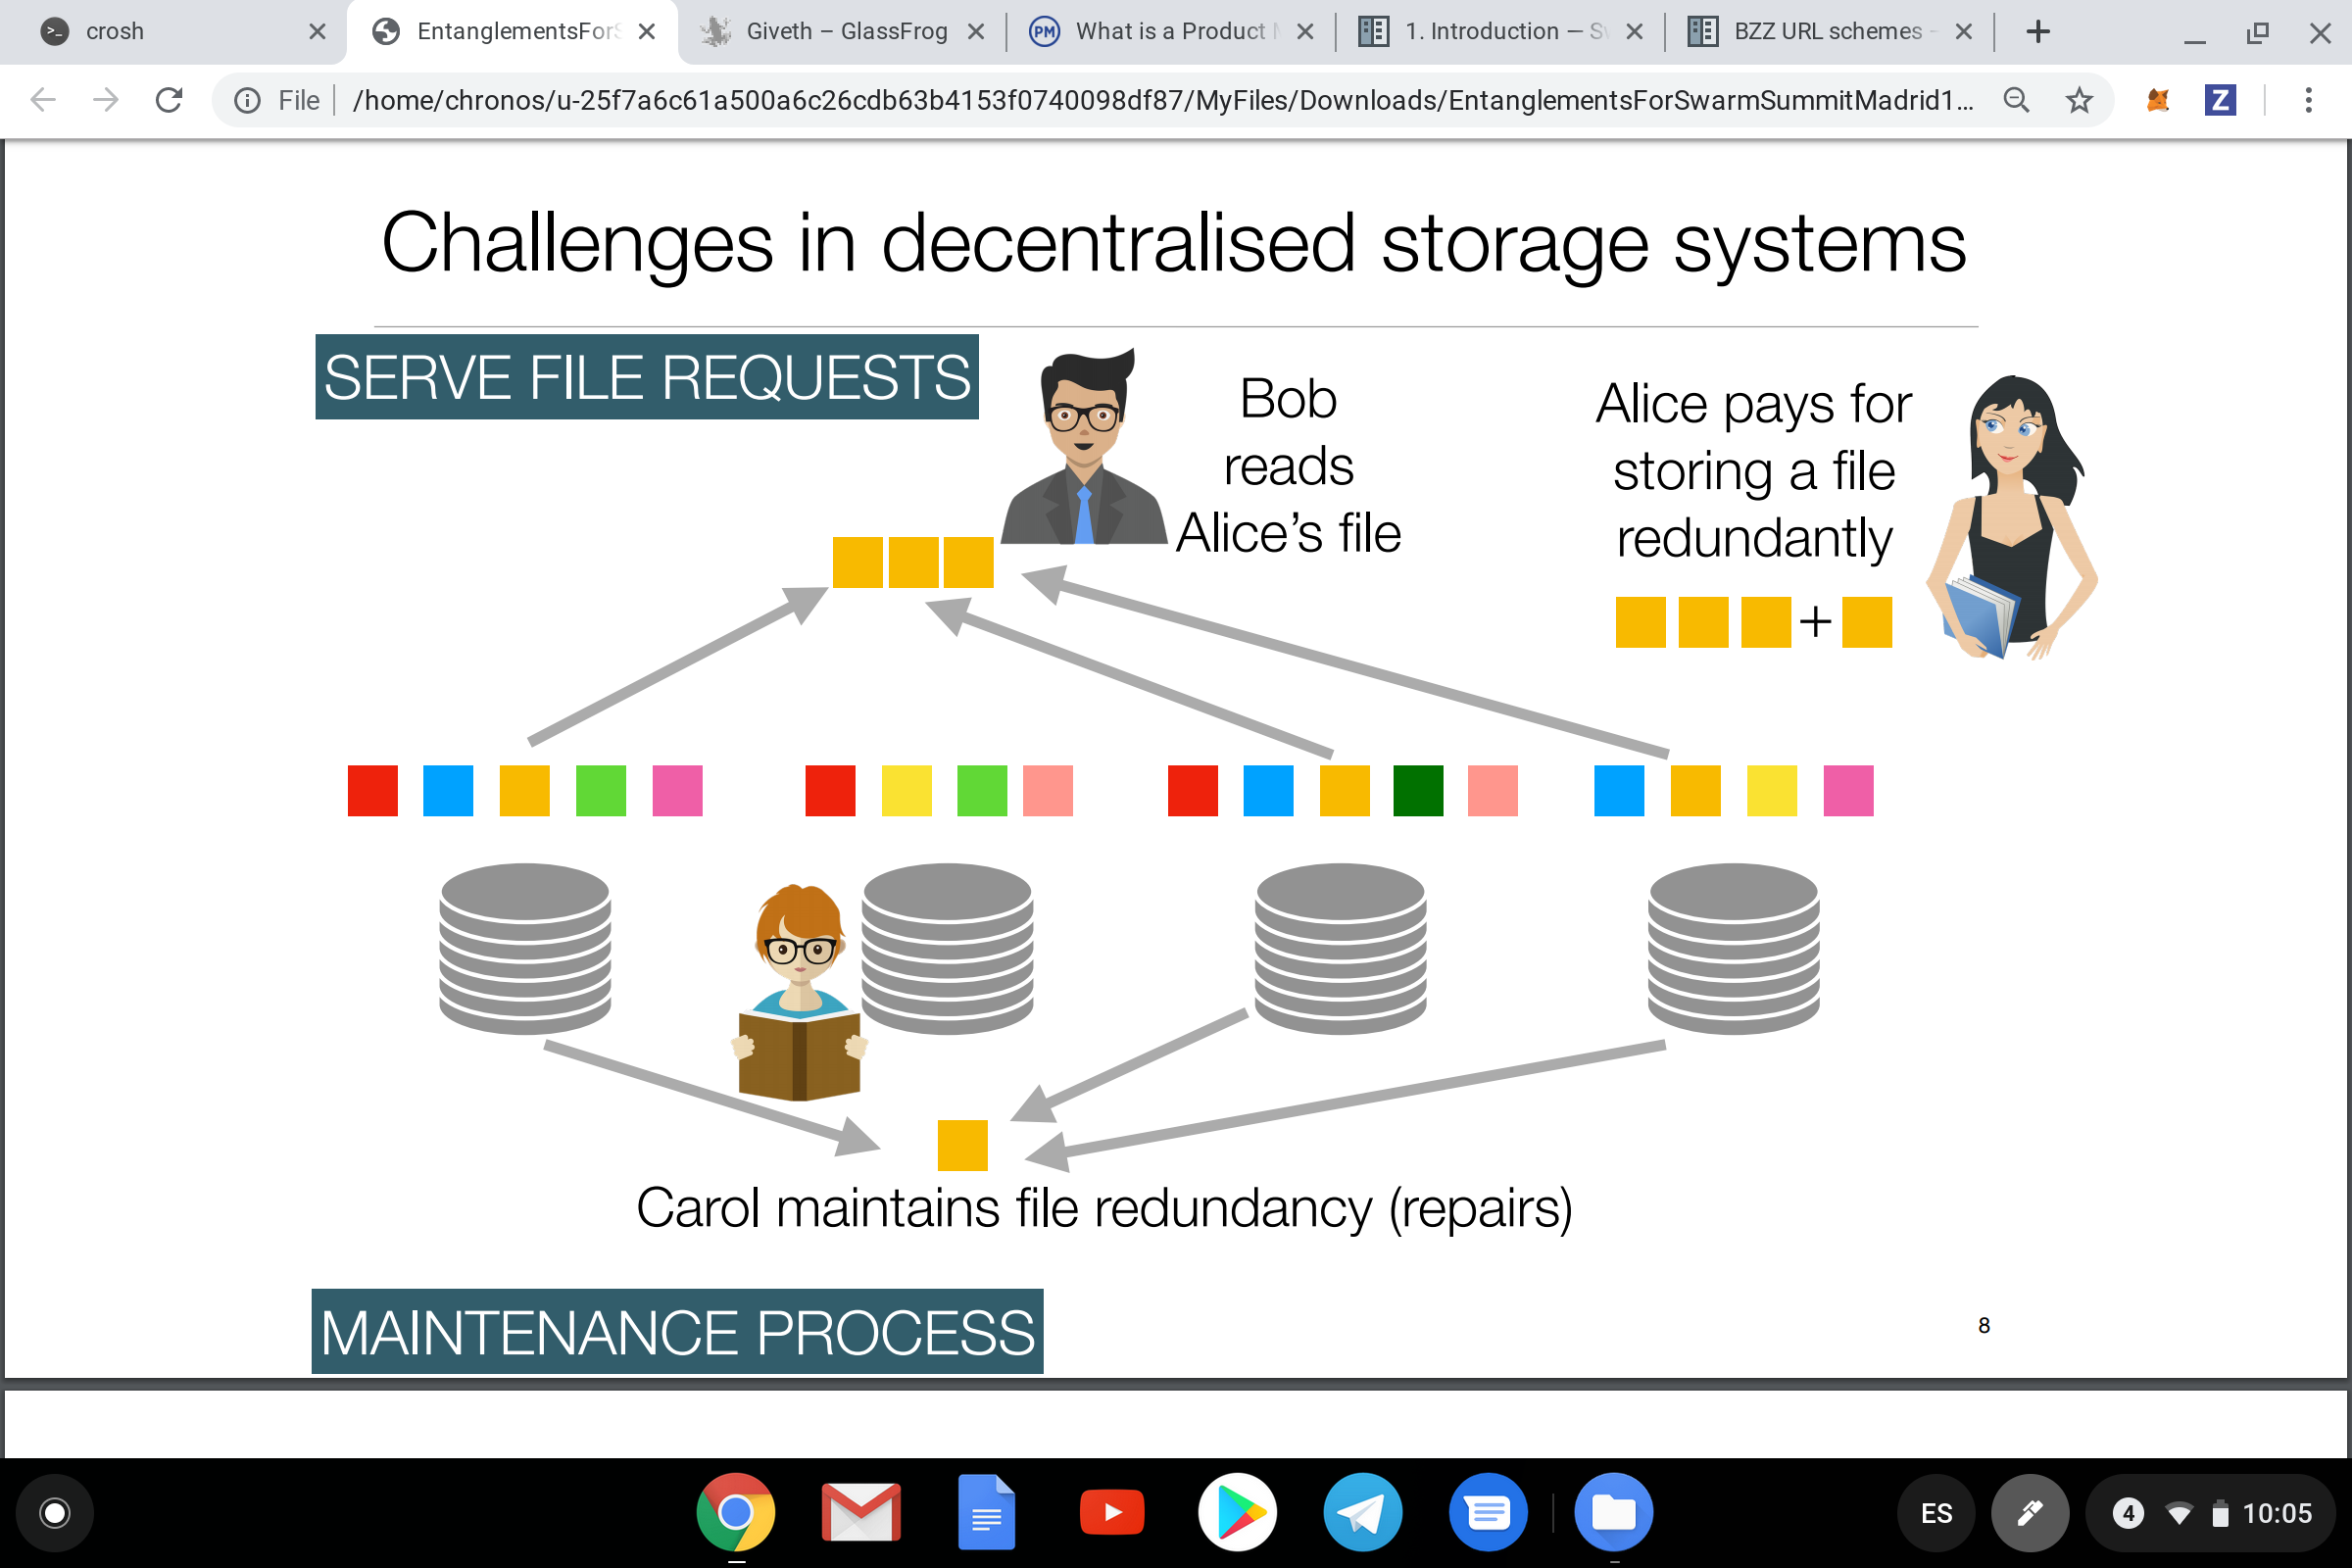 crosh
EntanglementsForS
Giveth – GlassFrog
What is a Product
1. Introduction — Sw
BZZ URL schemes -
File
/home/chronos/u-25f7a6c61a500a6c26cdb63b4153f0740098df87/MyFiles/Downloads/EntanglementsForSwarmSummitMadrid1...
Z
PM
Challenges in decentralised storage systems
SERVE FILE REQUESTS
Bob
reads
Alice’s file
Alice pays for
storing a file
redundantly
+
Carol maintains file redundancy (repairs)
MAINTENANCE PROCESS
8
ES
4
10:05